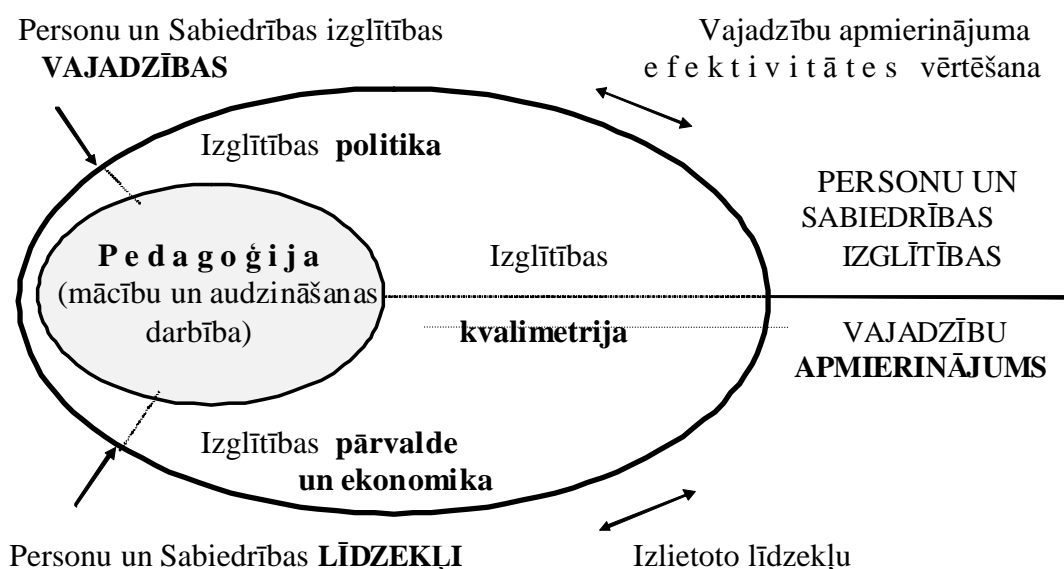 Personu un Sabiedrības izglītības
VAJADZĪBAS
Vajadzību apmierinājuma
efektivitātes vērtēšana
Izglītības politika
PERSONU UN
SABIEDRĪBAS
IZGLĪTĪBAS
Pedagoģija
(mācību un audzināšanas
darbība)
Izglītības
kvalimetrija
VAJADZĪBU
APMIERINĀJUMS
Izglītības pārvalde
un ekonomika
Personu un Sabiedrības LĪDZEKĻI
Izlietoto līdzekļu